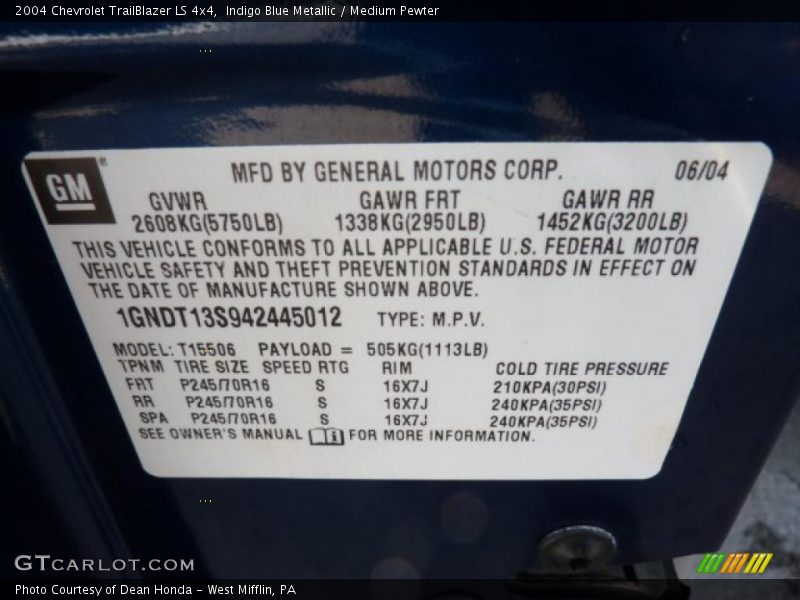 2004 Chevrolet TrailBlazer LS 4x4, Indigo Blue Metallic / Medium Pewter
GM
MFD BY GENERAL MOTORS CORP. 06/04
GVWR GAWR FRT GAWR RR
2608KG(5750LB) 1338KG(2950LB) 1452KG(3200LB)
THIS VEHICLE CONFORMS TO ALL APPLICABLE U.S. FEDERAL MOTOR
VEHICLE SAFETY AND THEFT PREVENTION STANDARDS IN EFFECT ON
THE DATE OF MANUFACTURE SHOWN ABOVE.
1GNDT13S942445012 TYPE: M.P.V.
MODEL: T15506 PAYLOAD = 505KG(1113LB)
TPNM TIRE SIZE SPEED RTG RIM COLD TIRE PRESSURE
FRT P245/70R16 S 16X7J 210KPA(30PSI)
RR P245/70R16 S 16X7J 240KPA(35PSI)
SPA P245/70R16 S 16X7J 240KPA(35PSI)
SEE OWNER'S MANUAL FOR MORE INFORMATION.
GTCARLOT.COM
Photo Courtesy of Dean Honda - West Mifflin, PA